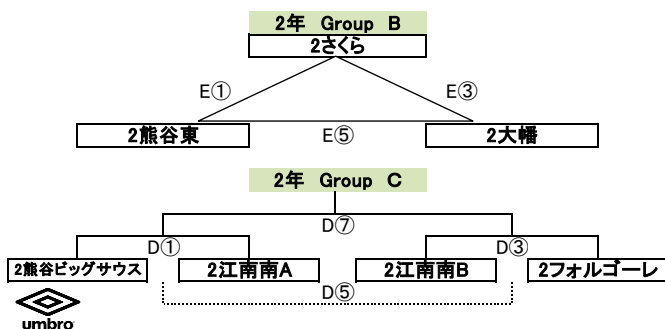 2年 Group B
2さくら
E① E③
2熊谷東 E⑤ 2大幡
2年 Group C
D⑦
D① D③
2熊谷ビッグサウス 2江南南A 2江南南B 2フォルゴーレ
D⑤
umbro